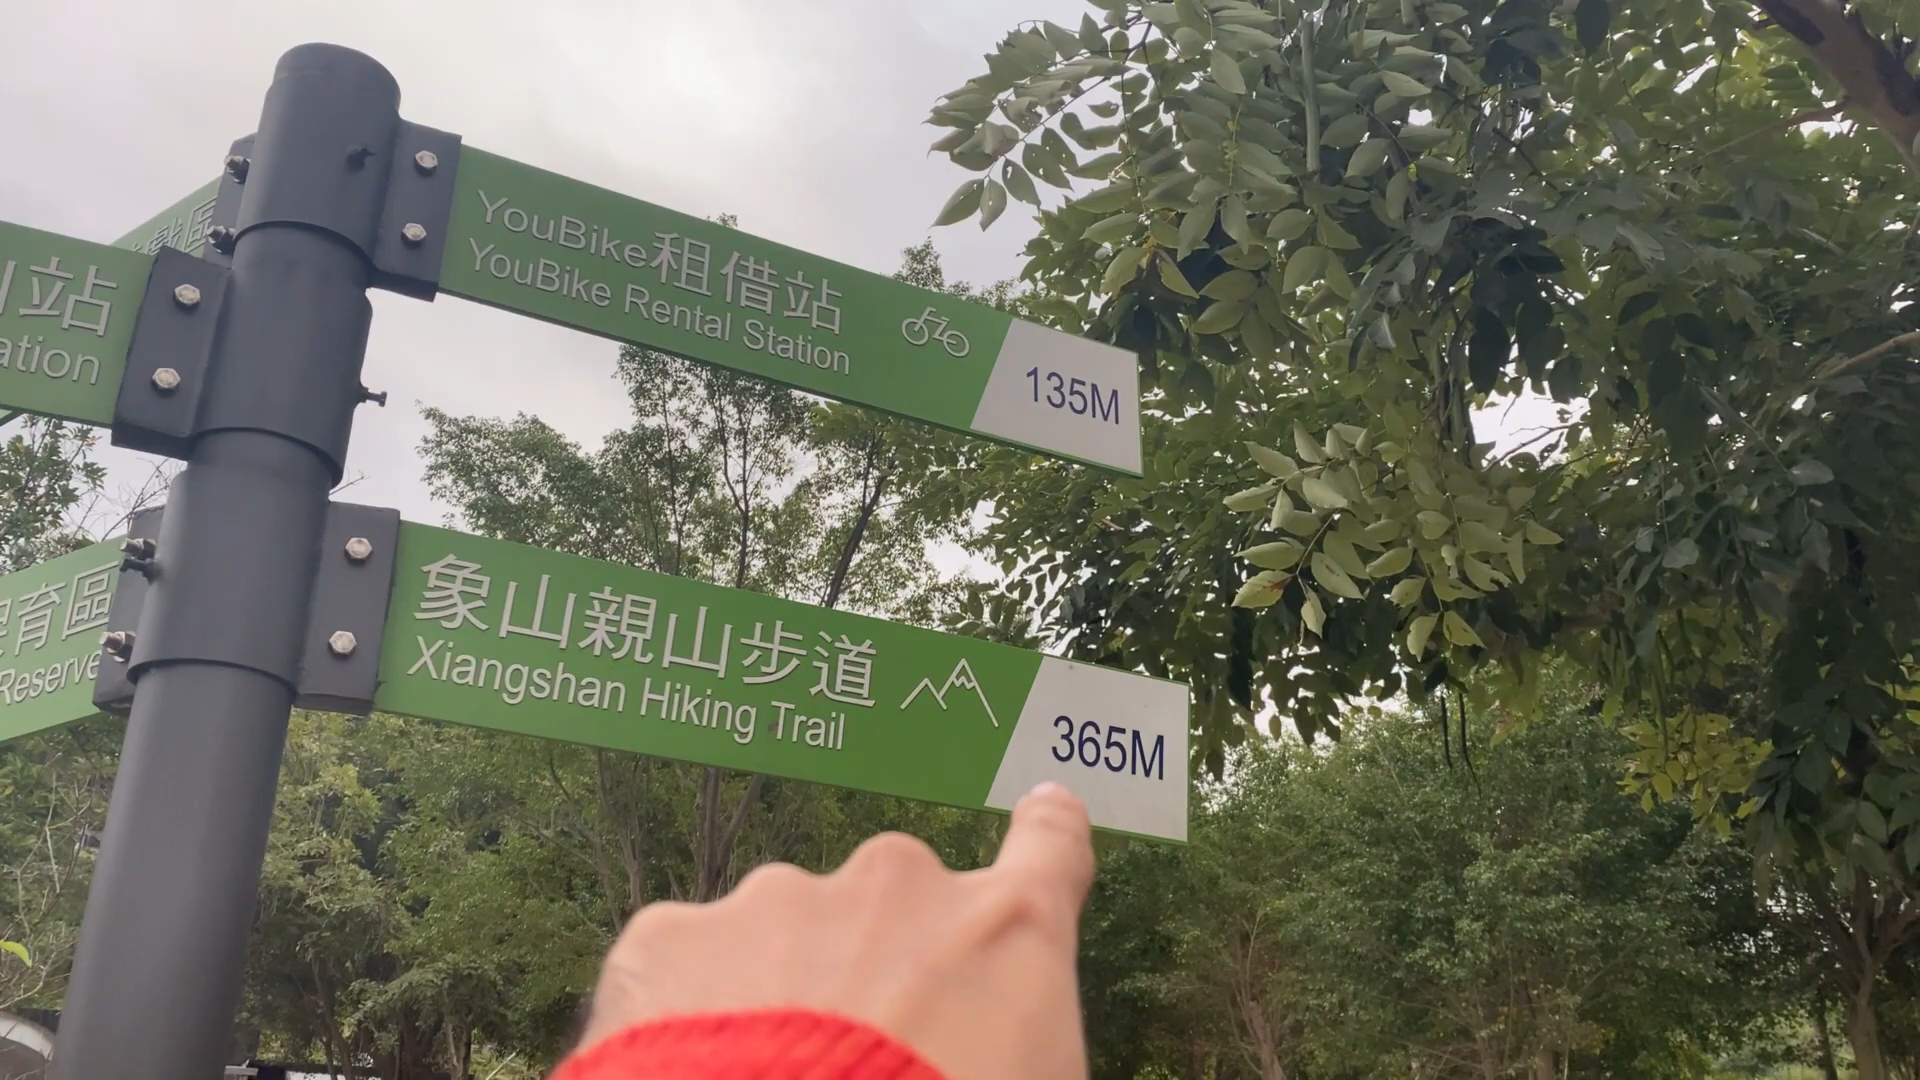 YouBike租借站
YouBike Rental Station
135M
站
象山親山步道
Xiangshan Hiking Trail
365M
育區
Reserve